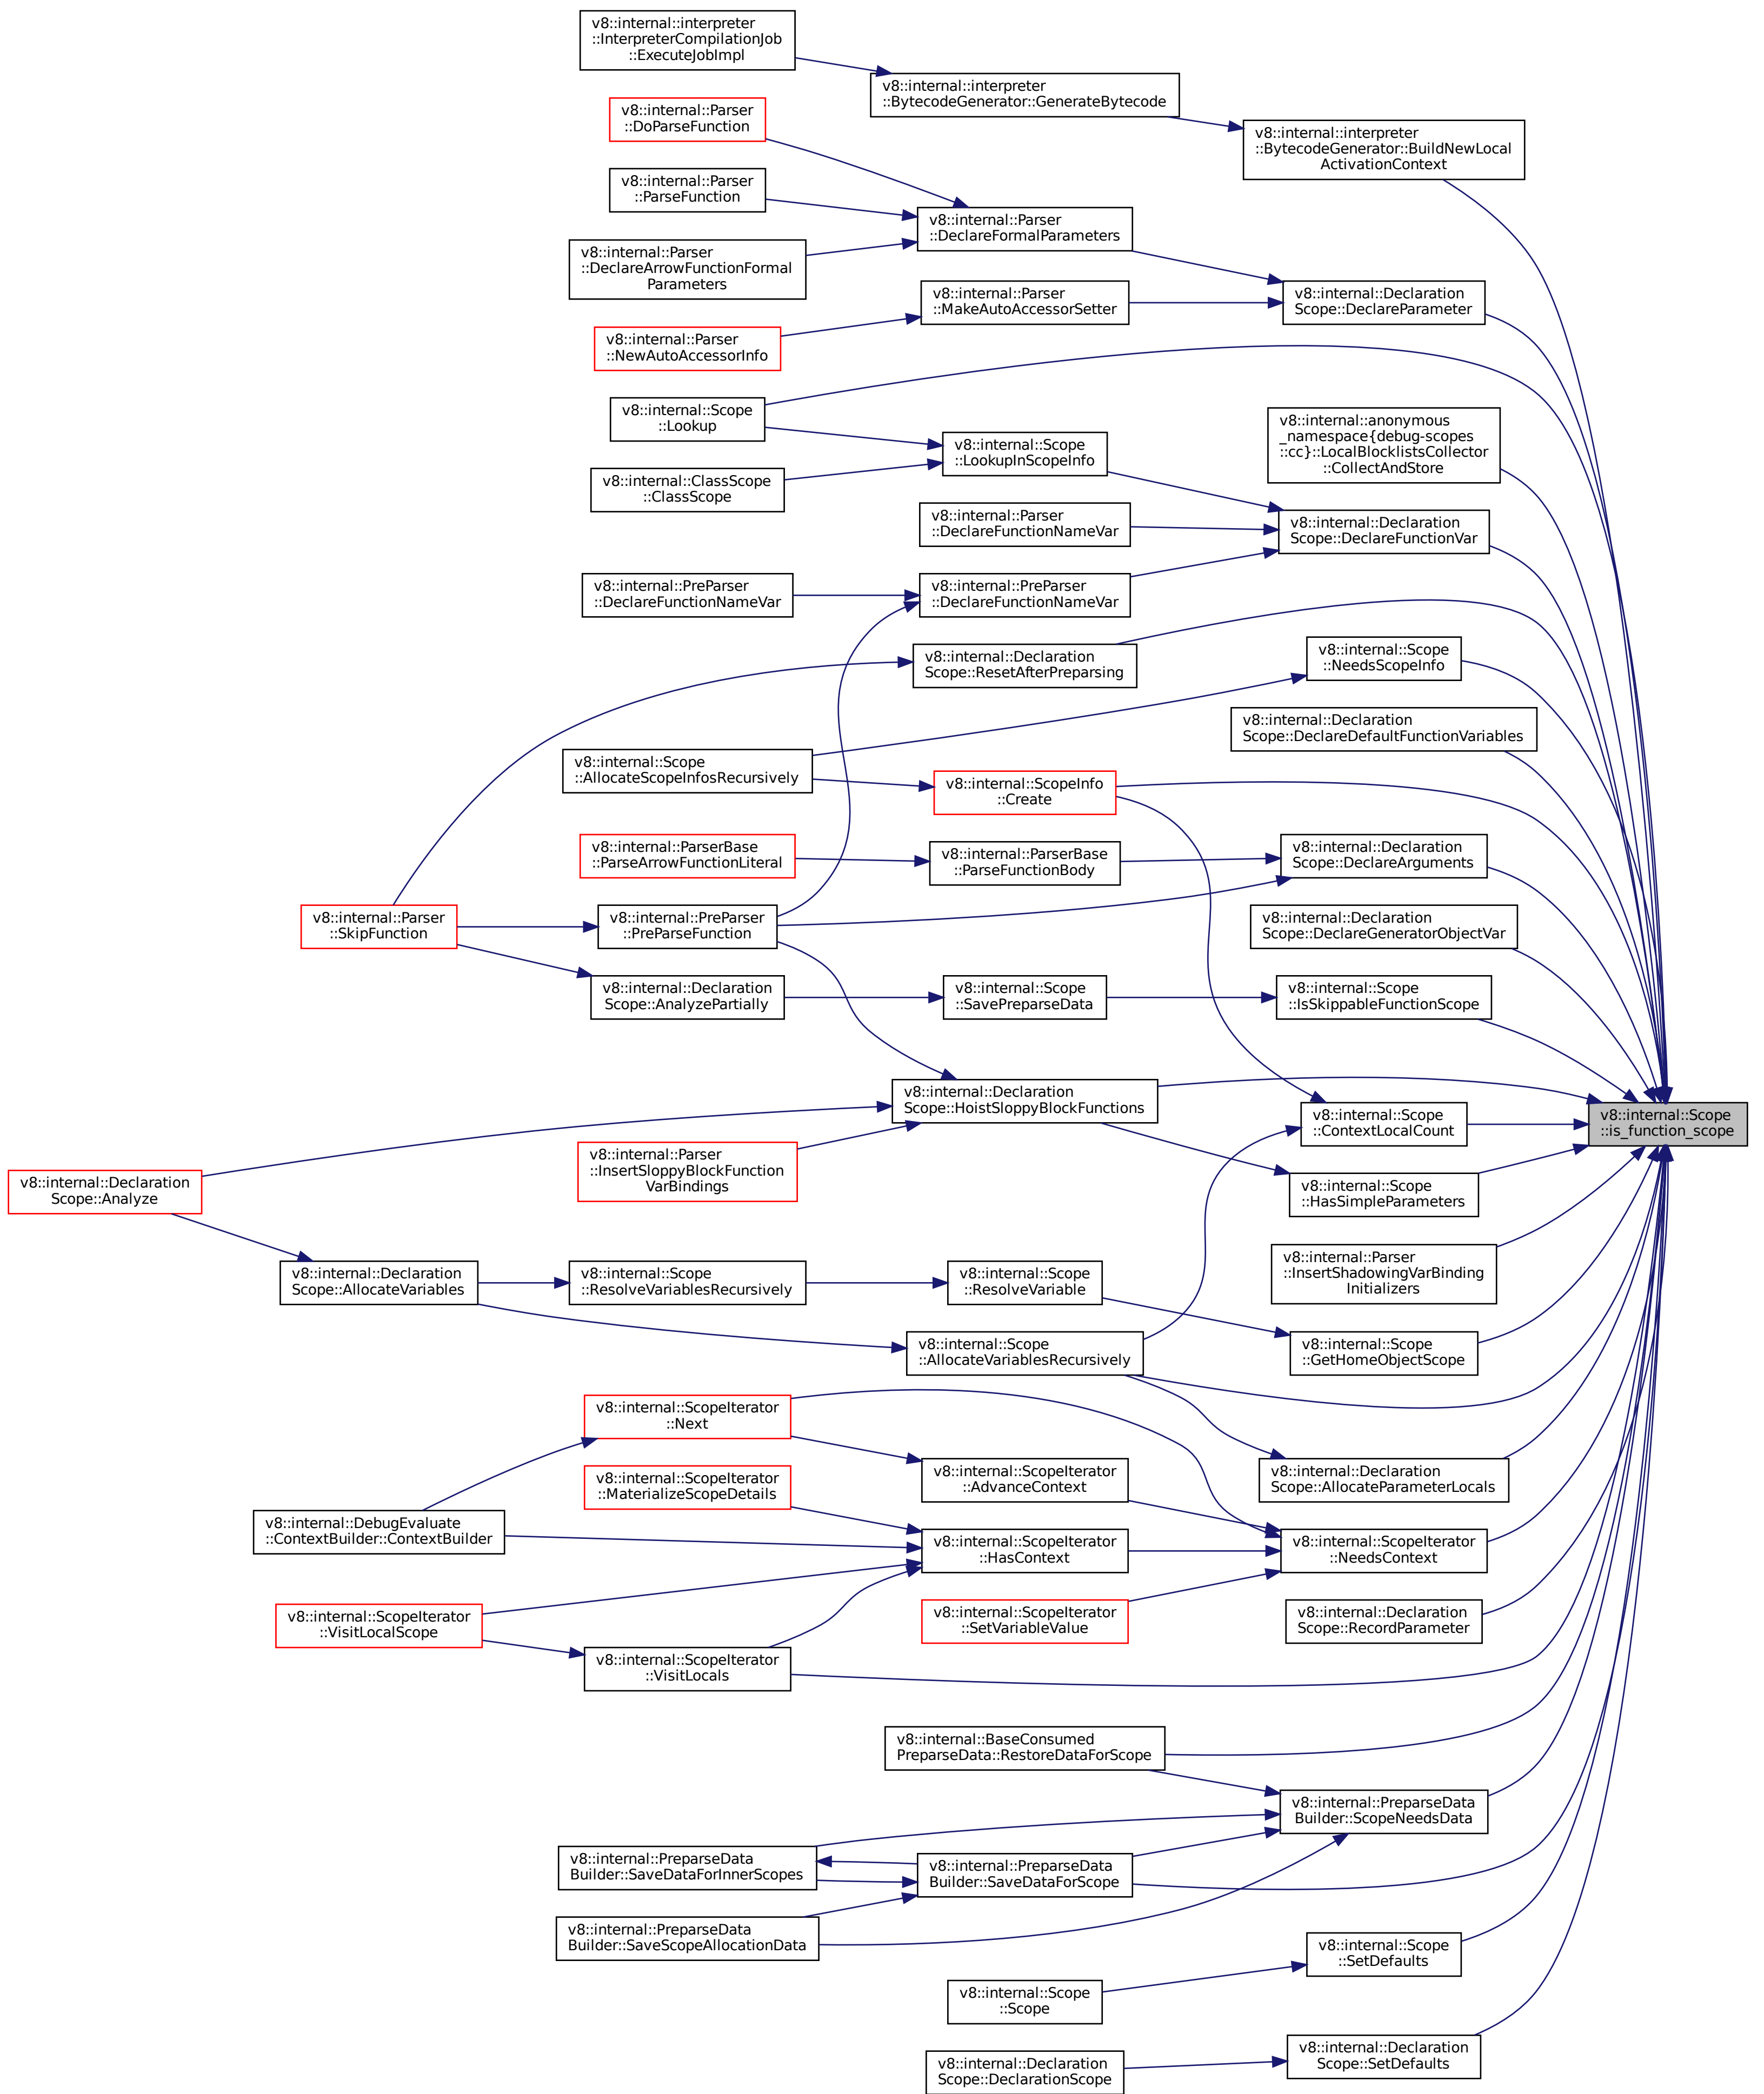 v8::internal::interpreter
::InterpreterCompilationJob
::ExecuteJobImpl
v8::internal::interpreter
::BytecodeGenerator::GenerateBytecode
v8::internal::Parser
::DoParseFunction
v8::internal::interpreter
::BytecodeGenerator::BuildNewLocal
ActivationContext
v8::internal::Parser
::ParseFunction
v8::internal::Parser
::DeclareFormalParameters
v8::internal::Parser
::DeclareArrowFunctionFormal
Parameters
v8::internal::Parser
::MakeAutoAccessorSetter
v8::internal::Declaration
Scope::DeclareParameter
v8::internal::Parser
::NewAutoAccessorInfo
v8::internal::Scope
::Lookup
v8::internal::anonymous
_namespace{debug-scopes
::cc}::LocalBlocklistsCollector
::CollectAndStore
v8::internal::Scope
::LookupInScopeInfo
v8::internal::ClassScope
::ClassScope
v8::internal::Parser
::DeclareFunctionNameVar
v8::internal::Declaration
Scope::DeclareFunctionVar
v8::internal::PreParser
::DeclareFunctionNameVar
v8::internal::PreParser
::DeclareFunctionNameVar
v8::internal::Declaration
Scope::ResetAfterPreparsing
v8::internal::Scope
::NeedsScopeInfo
v8::internal::Declaration
Scope::DeclareDefaultFunctionVariables
v8::internal::Scope
::AllocateScopeInfosRecursively
v8::internal::ScopeInfo
::Create
v8::internal::ParserBase
::ParseArrowFunctionLiteral
v8::internal::ParserBase
::ParseFunctionBody
v8::internal::Declaration
Scope::DeclareArguments
v8::internal::Parser
::SkipFunction
v8::internal::PreParser
::PreParseFunction
v8::internal::Declaration
Scope::DeclareGeneratorObjectVar
v8::internal::Declaration
Scope::AnalyzePartially
v8::internal::Scope
::SavePreparseData
v8::internal::Scope
::IsSkippableFunctionScope
v8::internal::Declaration
Scope::HoistSloppyBlockFunctions
v8::internal::Scope
::ContextLocalCount
v8::internal::Scope
::is_function_scope
v8::internal::Parser
::InsertSloppyBlockFunction
VarBindings
v8::internal::Declaration
Scope::Analyze
v8::internal::Scope
::HasSimpleParameters
v8::internal::Parser
::InsertShadowingVarBinding
Initializers
v8::internal::Declaration
Scope::AllocateVariables
v8::internal::Scope
::ResolveVariablesRecursively
v8::internal::Scope
::ResolveVariable
v8::internal::Scope
::AllocateVariablesRecursively
v8::internal::Scope
::GetHomeObjectScope
v8::internal::ScopeIterator
::Next
v8::internal::ScopeIterator
::MaterializeScopeDetails
v8::internal::ScopeIterator
::AdvanceContext
v8::internal::Declaration
Scope::AllocateParameterLocals
v8::internal::DebugEvaluate
::ContextBuilder::ContextBuilder
v8::internal::ScopeIterator
::HasContext
v8::internal::ScopeIterator
::NeedsContext
v8::internal::ScopeIterator
::VisitLocalScope
v8::internal::ScopeIterator
::SetVariableValue
v8::internal::Declaration
Scope::RecordParameter
v8::internal::ScopeIterator
::VisitLocals
v8::internal::BaseConsumed
PreparseData::RestoreDataForScope
v8::internal::PreparseData
Builder::ScopeNeedsData
v8::internal::PreparseData
Builder::SaveDataForInnerScopes
v8::internal::PreparseData
Builder::SaveDataForScope
v8::internal::PreparseData
Builder::SaveScopeAllocationData
v8::internal::Scope
::SetDefaults
v8::internal::Scope
::Scope
v8::internal::Declaration
Scope::SetDefaults
v8::internal::Declaration
Scope::DeclarationScope